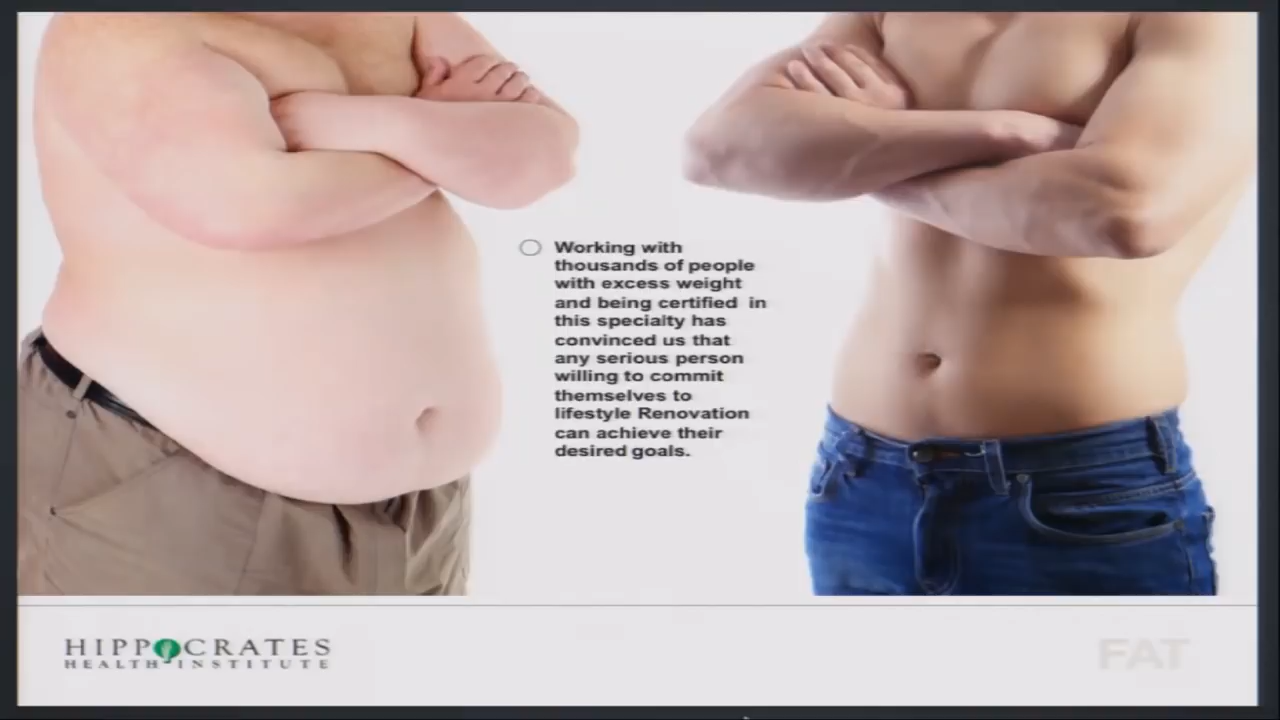 Working with
thousands of people
with excess weight
and being certified in
this specialty has
convinced us that
any serious person
willing to commit
themselves to
lifestyle Renovation
can achieve their
desired goals.
HIPPOCRATES
HEALTH INSTITUTE
FAT